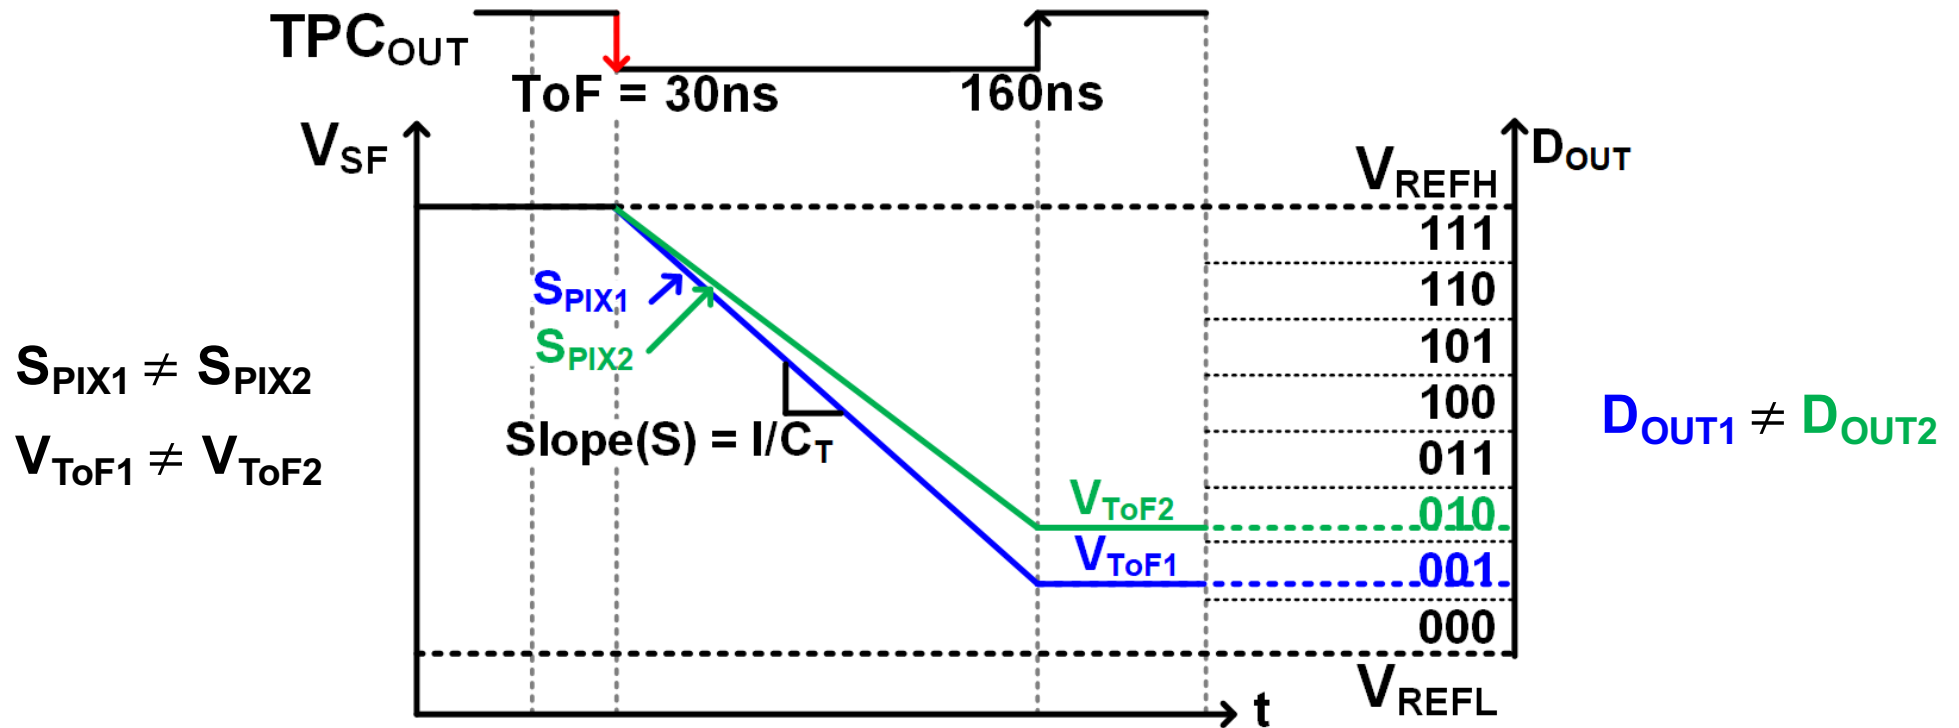 TPCOUT
ToF = 30ns
160ns
VSF
DOUT
VREFH
111
110
SPIX1
SPIX2
101
SPIX1 ≠ SPIX2
100
DOUT1 ≠ DOUT2
Slope(S) = I/CT
011
VToF1 ≠ VToF2
VToF2
010
VToF1
001
000
VREFL
t